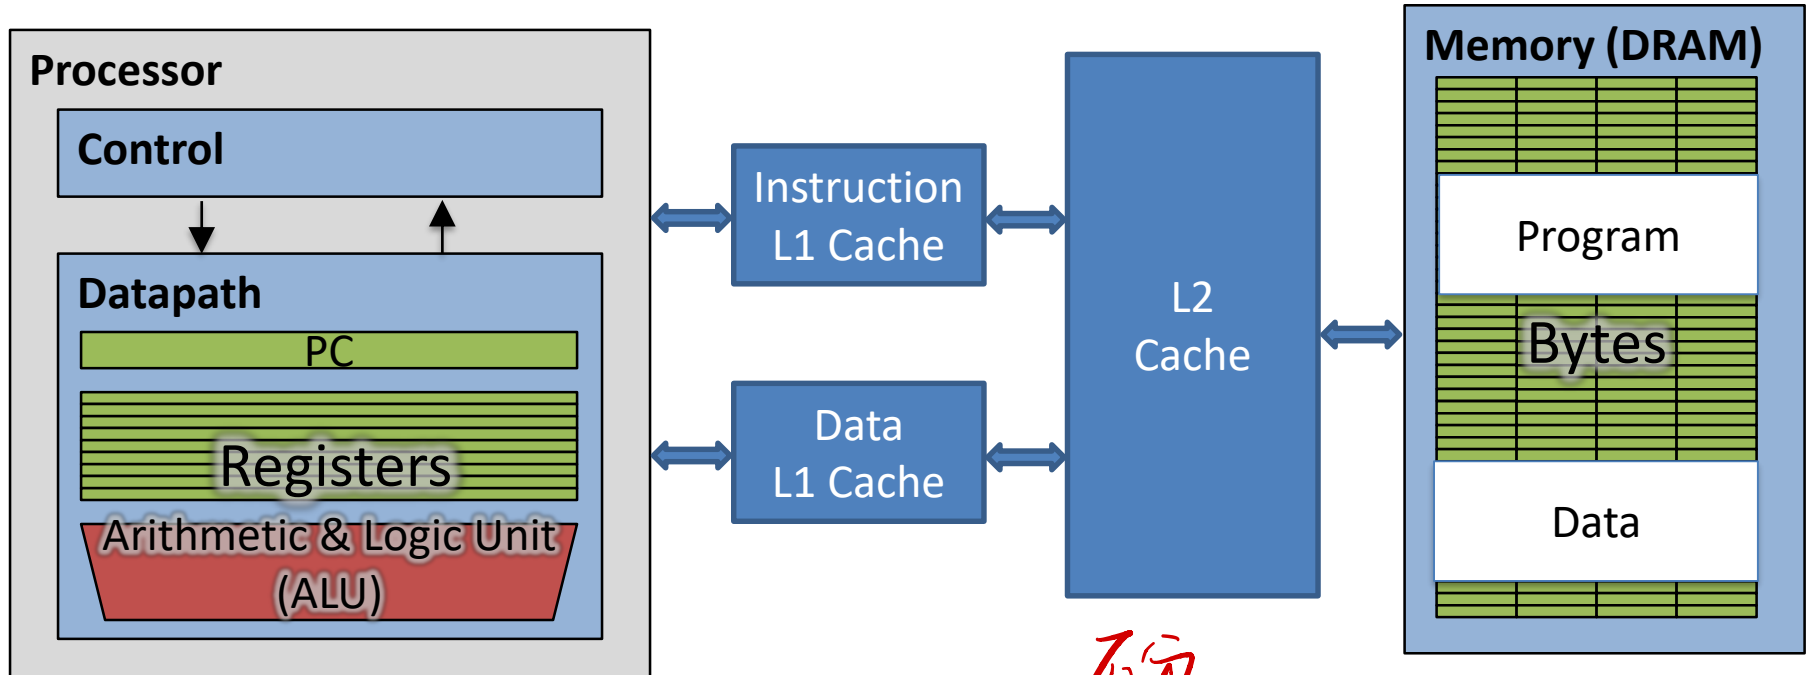 Processor
Control
Datapath
PC
Registers
Arithmetic & Logic Unit
(ALU)
Instruction
L1 Cache
Data
L1 Cache
L2
Cache
Memory (DRAM)
Program
Bytes
Data